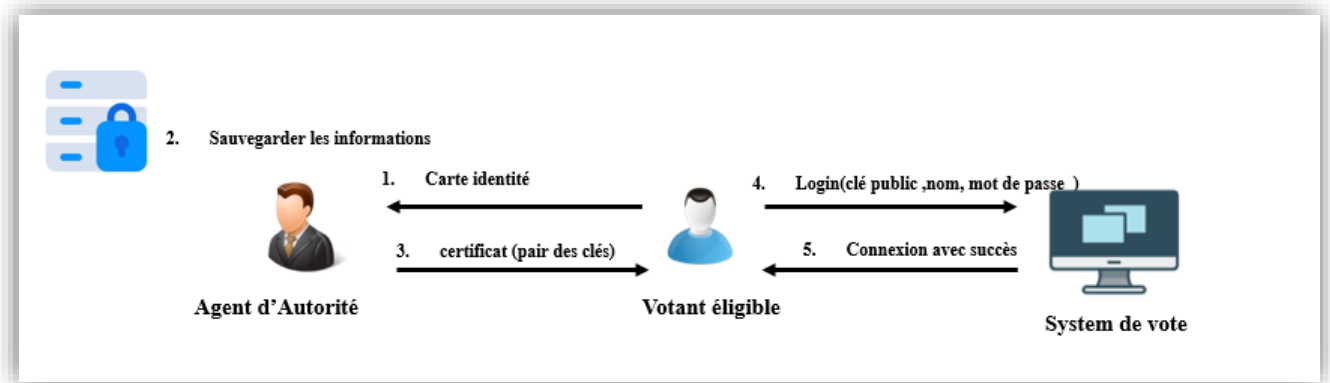 2. Sauvegarder les informations
1. Carte identité
4. Login(clé public ,nom, mot de passe )
3. certificat (pair des clés)
5. Connexion avec succès
Agent d’Autorité
Votant éligible
System de vote